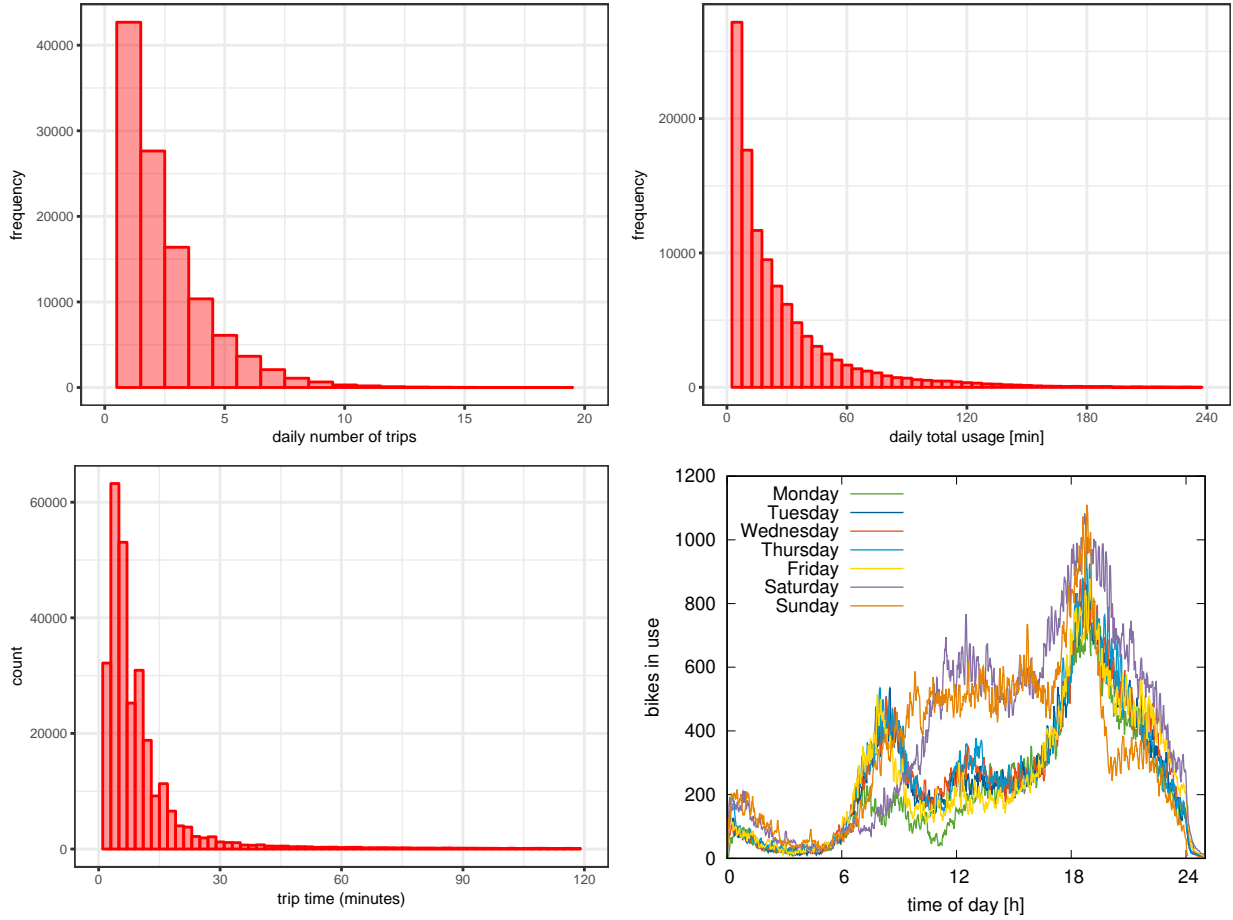 40000
30000
20000
10000
0
frequency
0 5 10 15 20
daily number of trips
20000
10000
0
frequency
0 60 120 180 240
daily total usage [min]
60000
40000
20000
0
count
0 30 60 90 120
trip time (minutes)
1200
1000
800
600
400
200
0
bikes in use
Monday
Tuesday
Wednesday
Thursday
Friday
Saturday
Sunday
0 6 12 18 24
time of day [h]